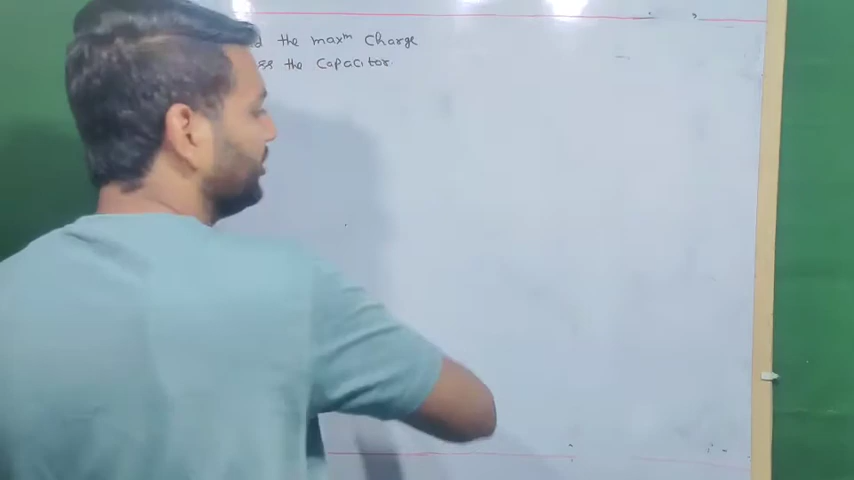 the maxᵐ Charge
the Capacitor.